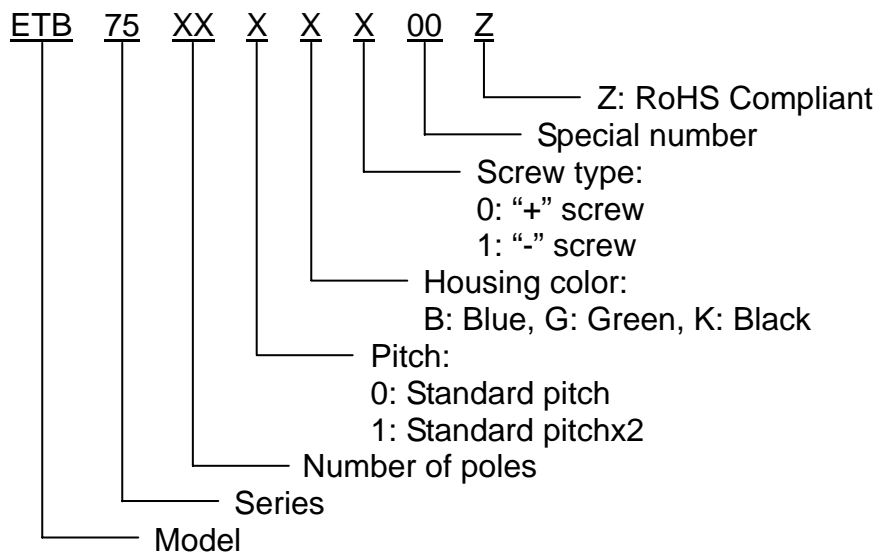 ETB 75 XX X X X 00 Z
Z: RoHS Compliant
Special number
Screw type:
0: “+” screw
1: “-” screw
Housing color:
B: Blue, G: Green, K: Black
Pitch:
0: Standard pitch
1: Standard pitchx2
Number of poles
Series
Model